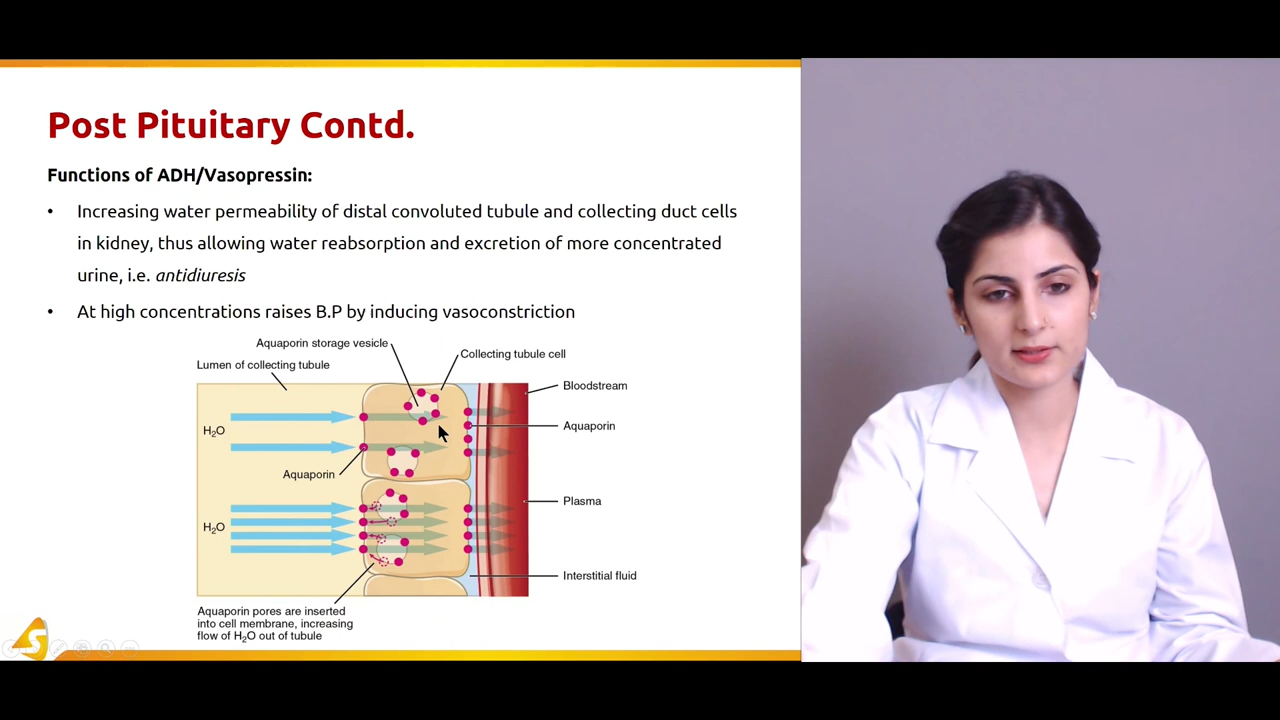 Post Pituitary Contd.
Functions of ADH/Vasopressin:
• Increasing water permeability of distal convoluted tubule and collecting duct cells
in kidney, thus allowing water reabsorption and excretion of more concentrated
urine, i.e. antidiuresis
• At high concentrations raises B.P by inducing vasoconstriction
Aquaporin storage vesicle
Collecting tubule cell
Lumen of collecting tubule
Bloodstream
H₂O
Aquaporin
Aquaporin
Plasma
H₂O
Interstitial fluid
Aquaporin pores are inserted
into cell membrane, increasing
flow of H₂O out of tubule
S